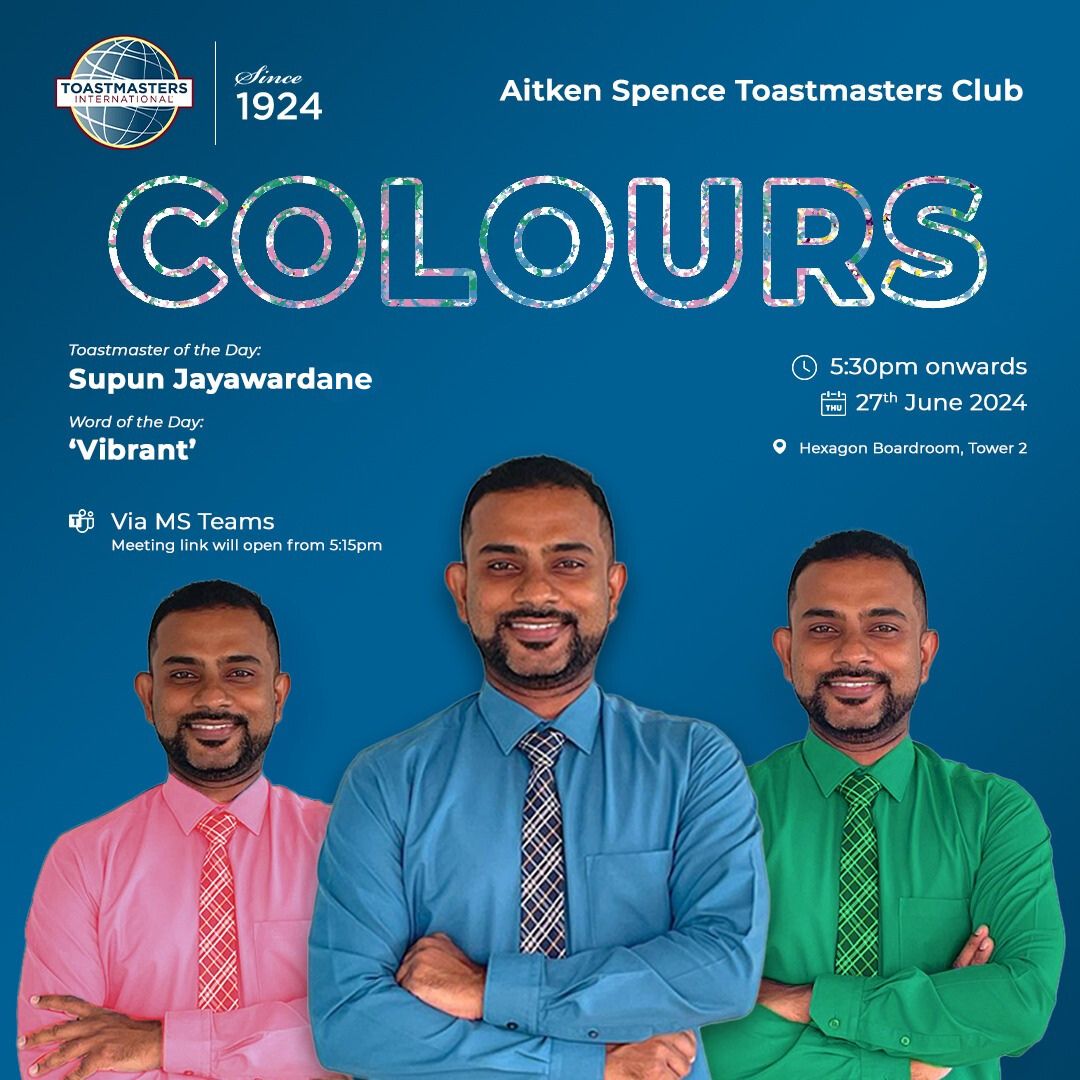 TOASTMASTERS
INTERNATIONAL
Since
1924
Aitken Spence Toastmasters Club
COLOURS
Toastmaster of the Day:
Supun Jayawardane
Word of the Day:
‘Vibrant’
Via MS Teams
Meeting link will open from 5:15pm
5:30pm onwards
THU
27th June 2024
Hexagon Boardroom, Tower 2